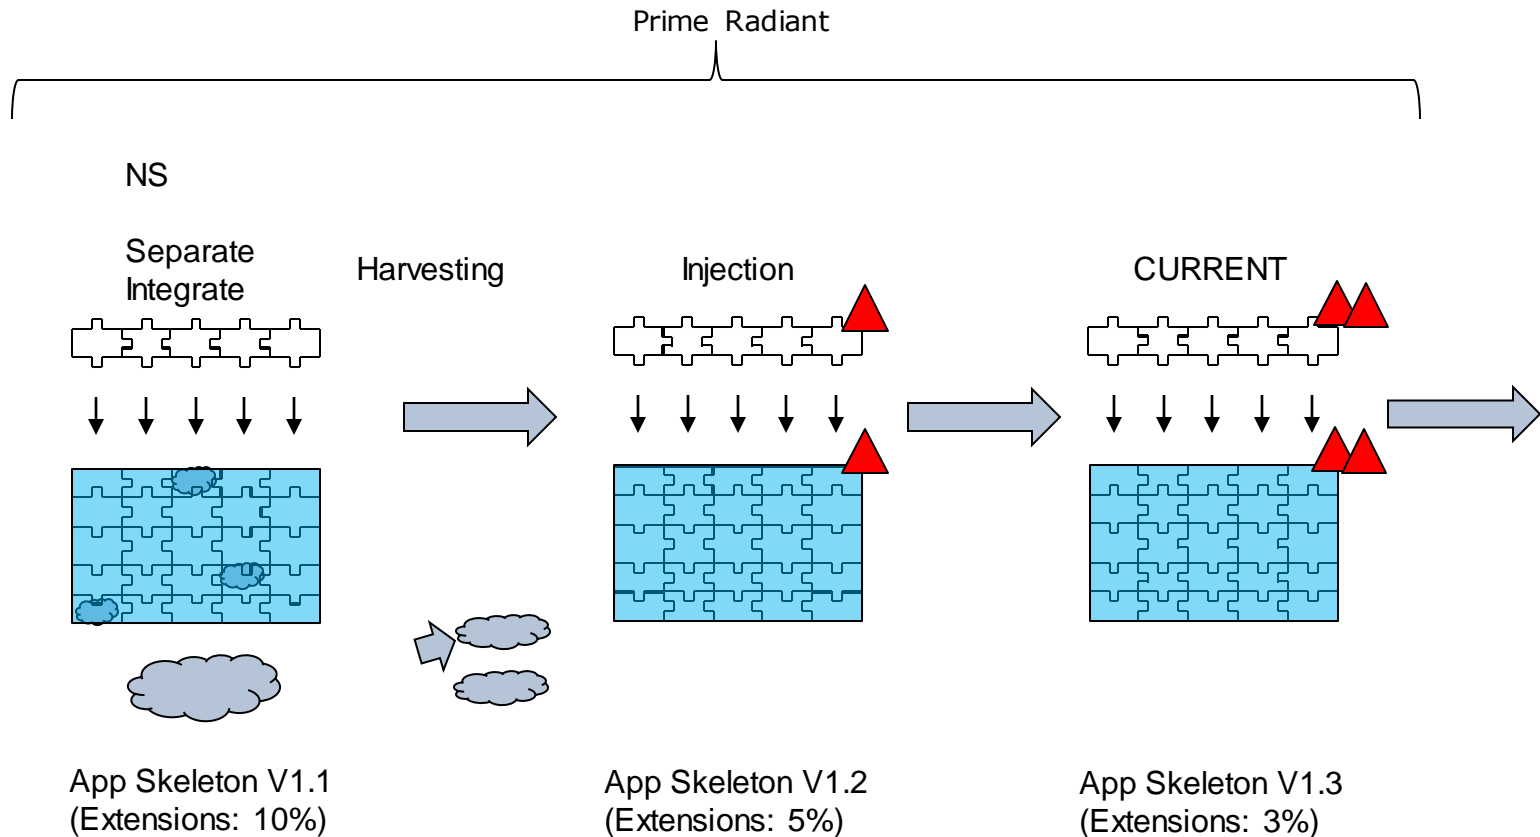 Prime Radiant
NS
Separate
Integrate
Harvesting
Injection
CURRENT
App Skeleton V1.1
(Extensions: 10%)
App Skeleton V1.2
(Extensions: 5%)
App Skeleton V1.3
(Extensions: 3%)